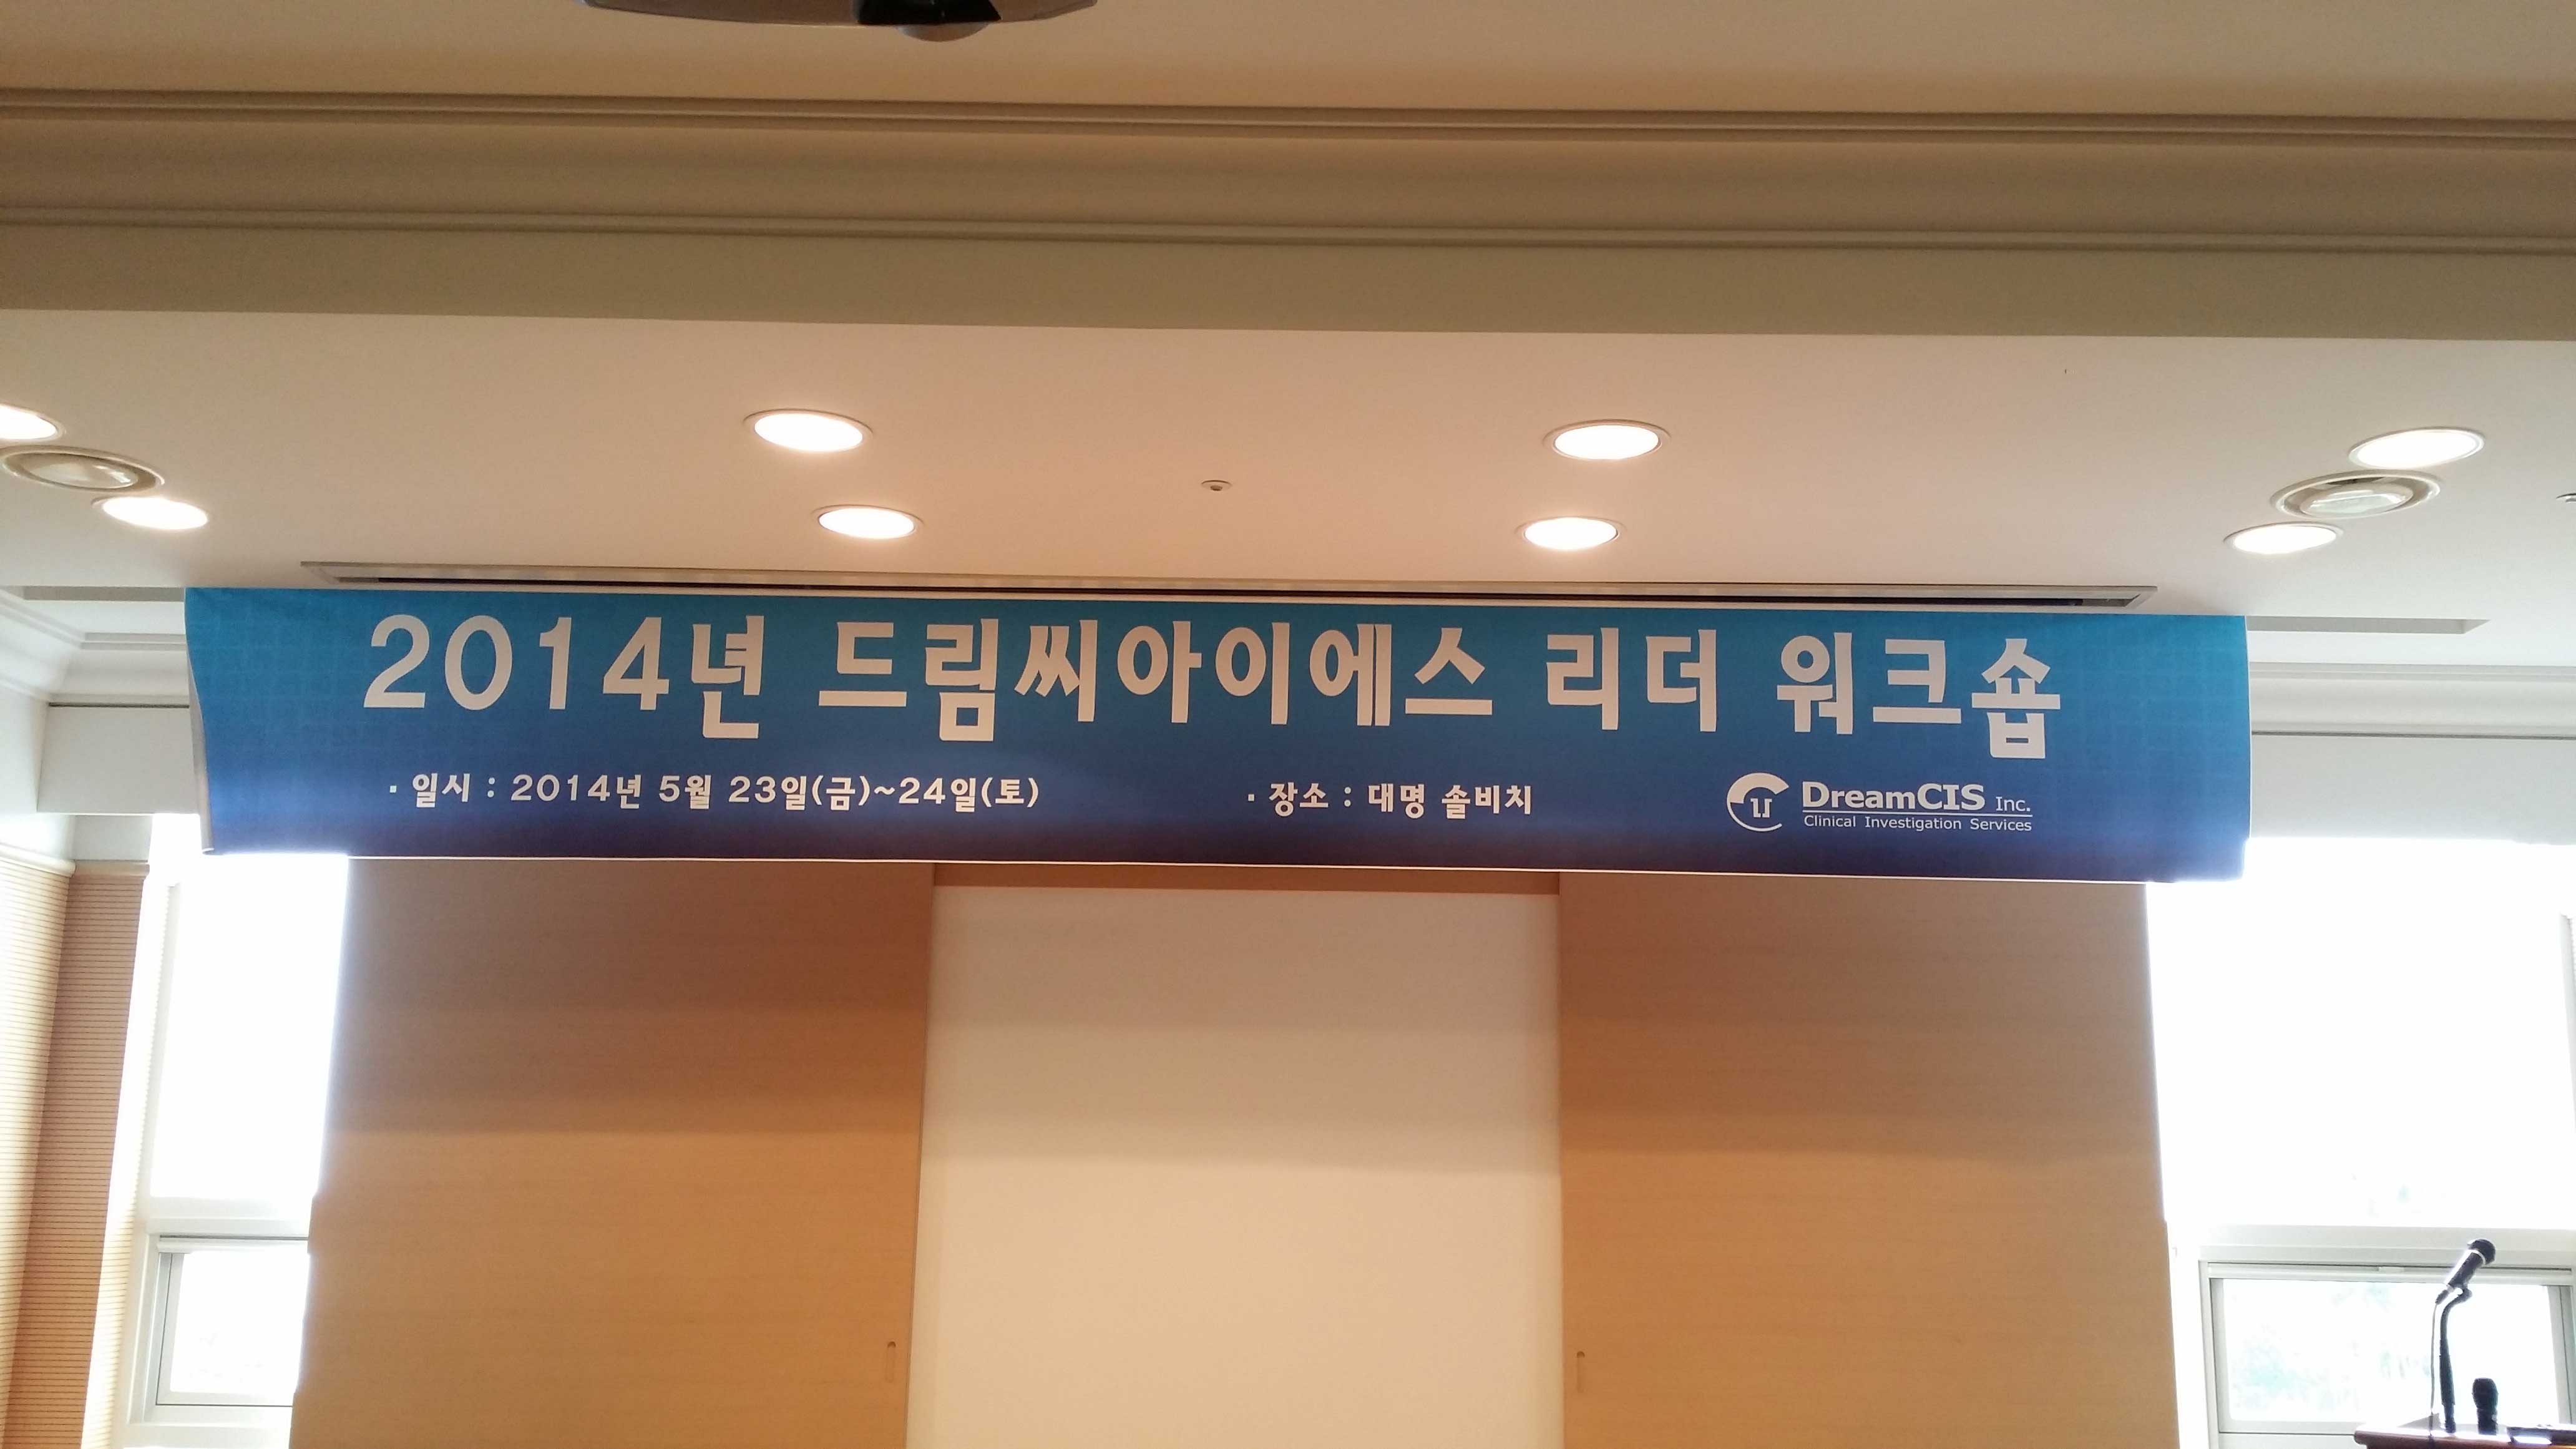 2014년 드림씨아이에스 리더 워크숍
· 일시 : 2014년 5월 23일(금)~24일(토)
· 장소 : 대명 솔비치
DreamCIS Inc.
Clinical Investigation Services